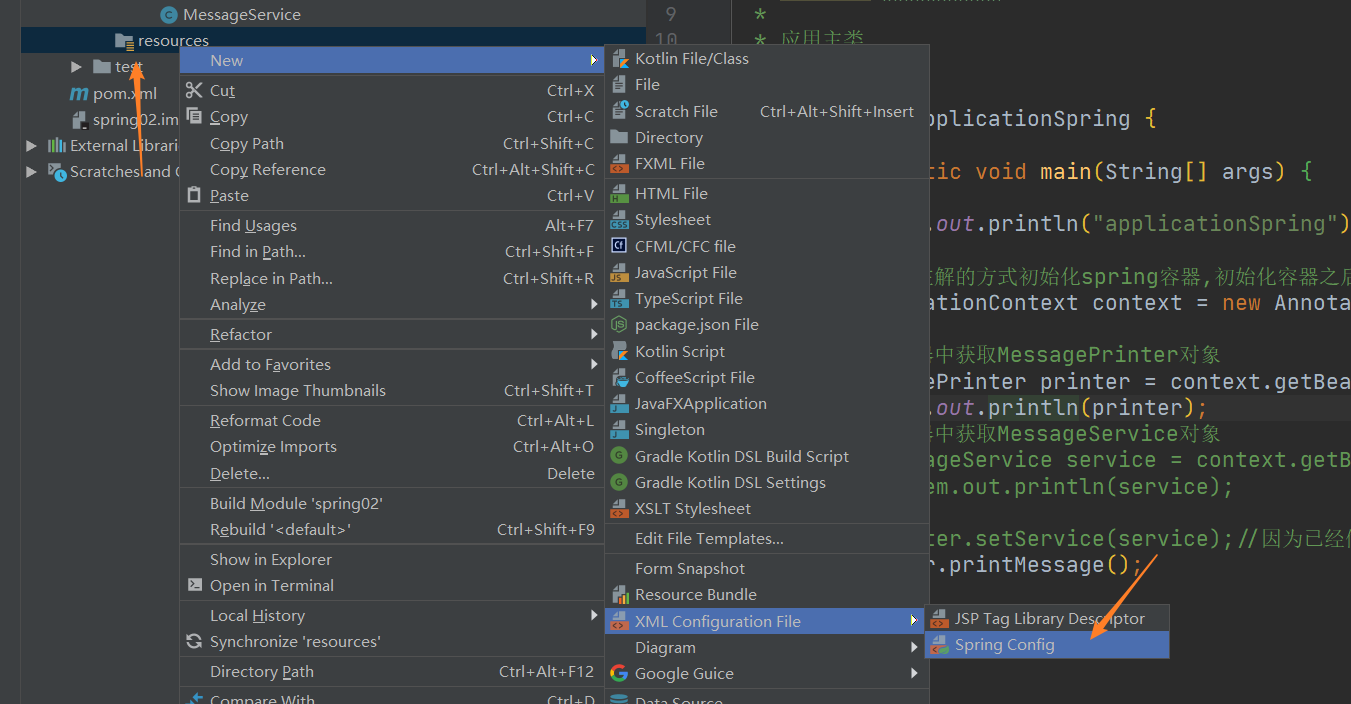 MessageService
resources
test
pom.xml
spring02.im
External Librari
Scratches and
New
Cut Ctrl+X
Copy Ctrl+C
Copy Path Ctrl+Shift+C
Copy Reference Ctrl+Alt+Shift+C
Paste Ctrl+V
Find Usages Alt+F7
Find in Path... Ctrl+Shift+F
Replace in Path... Ctrl+Shift+R
Analyze
Refactor
Add to Favorites
Show Image Thumbnails Ctrl+Shift+T
Reformat Code Ctrl+Alt+L
Optimize Imports Ctrl+Alt+O
Delete... Delete
Build Module 'spring02'
Rebuild '<default>' Ctrl+Shift+F9
Show in Explorer
Open in Terminal
Local History
Synchronize 'resources'
Directory Path Ctrl+Alt+F12
Compare With... Ctrl+D
Kotlin File/Class
File
Scratch File Ctrl+Alt+Shift+Insert
Directory
FXML File
HTML File
Stylesheet
CFML/CFC file
JavaScript File
TypeScript File
package.json File
Kotlin Script
CoffeeScript File
JavaFXApplication
Singleton
Gradle Kotlin DSL Build Script
Gradle Kotlin DSL Settings
XSLT Stylesheet
Edit File Templates...
Form Snapshot
Resource Bundle
XML Configuration File
Diagram
Google Guice
Data Source
JSP Tag Library Descriptor
Spring Config
9 *
10 * 应用主类
pplicationSpring {
tic void main(String[] args) {
.out.println("applicationSpring")
注解的方式初始化spring容器,初始化容器之后
ationContext context = new Annota
中获取MessagePrinter对象
ePrinter printer = context.getBea
.out.println(printer);
中获取MessageService对象
ageService service = context.getB
em.out.println(service);
ter.setService(service);//因为已经
r.printMessage();